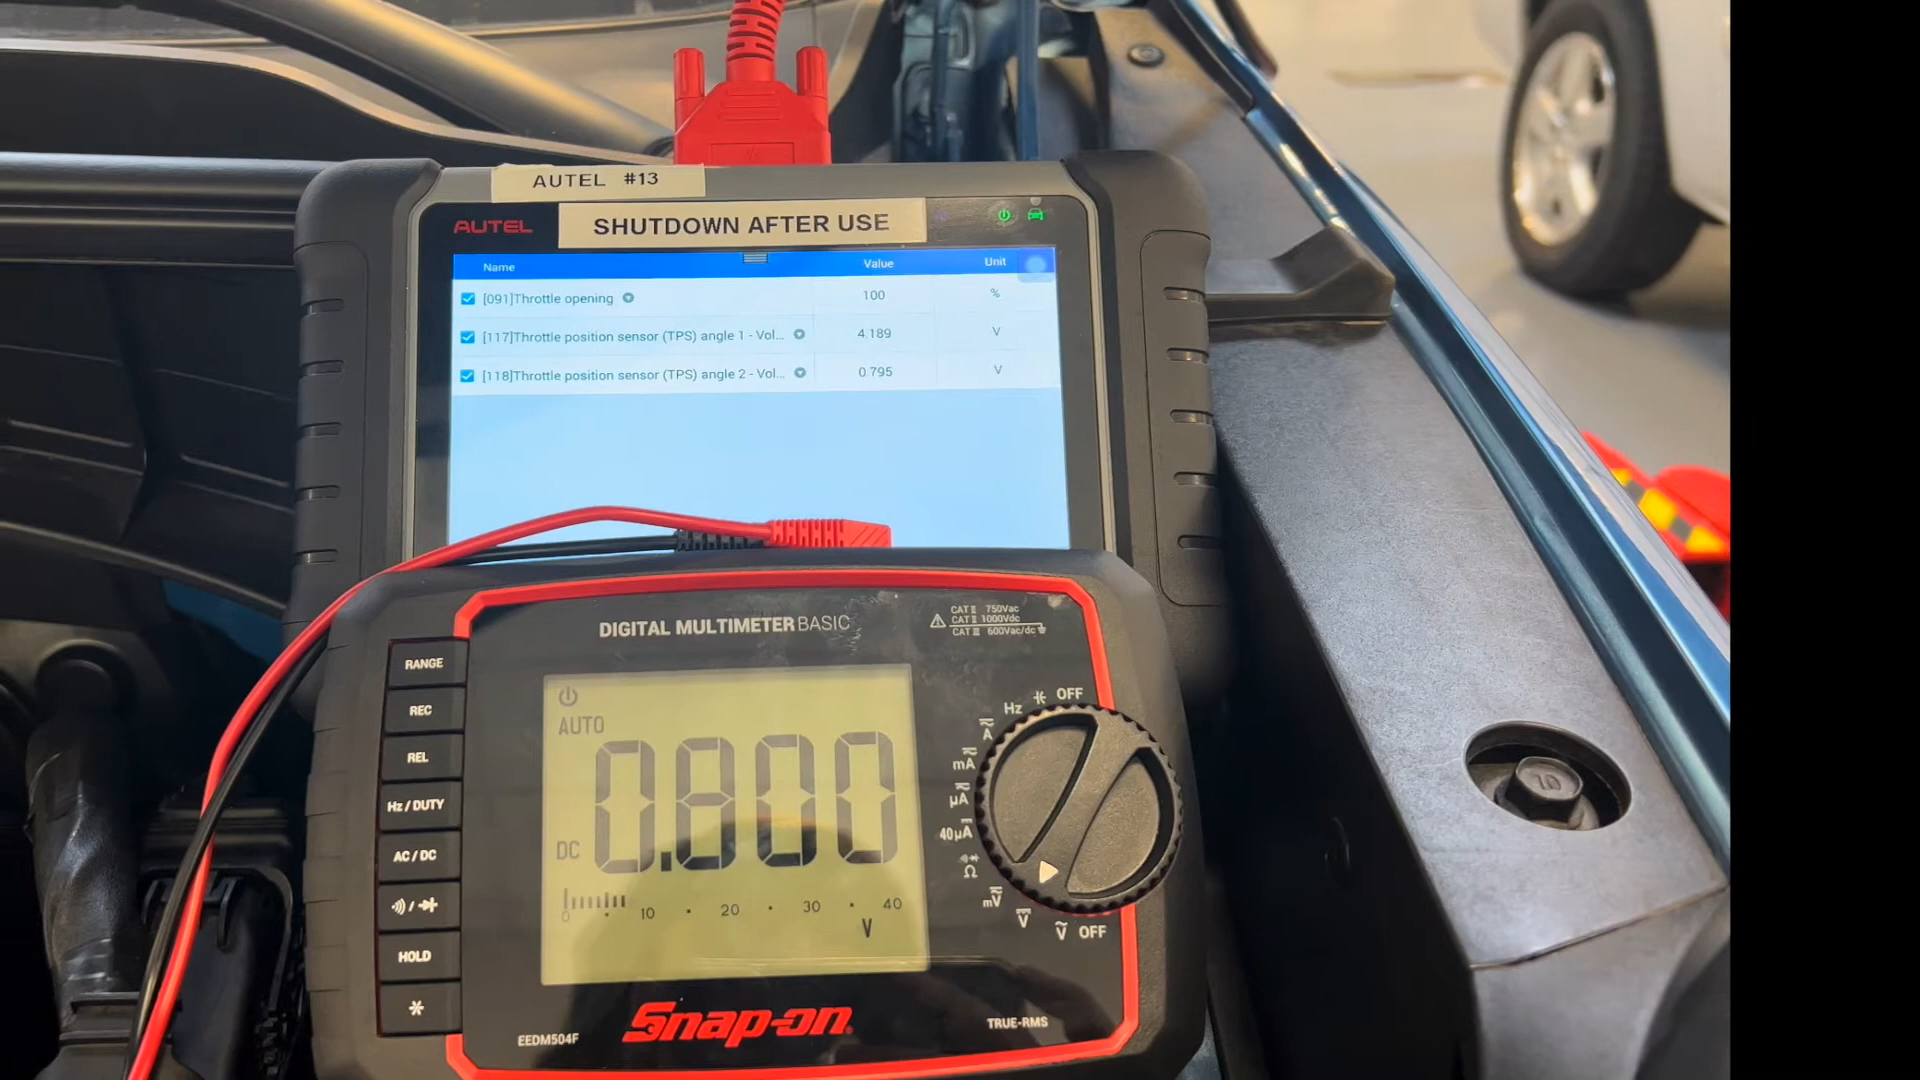 AUTEL #13
AUTEL
SHUTDOWN AFTER USE
Name Value Unit
[091]Throttle opening 100 %
[117]Throttle position sensor (TPS) angle 1 - Vol... 4.189 V
[118]Throttle position sensor (TPS) angle 2 - Vol... 0.795 V
DIGITAL MULTIMETER BASIC
CAT II 750Vac
CAT II 1000Vdc
CAT III 600Vac/dc
RANGE
REC
REL
Hz / DUTY
AC / DC
HOLD
*
AUTO
DC 0.800
0 10 20 30 40
V
OFF
Hz
A
mA
µA
40µA
Ω
mV
V
V
OFF
EEDM504F
Snap-on
TRUE-RMS
10